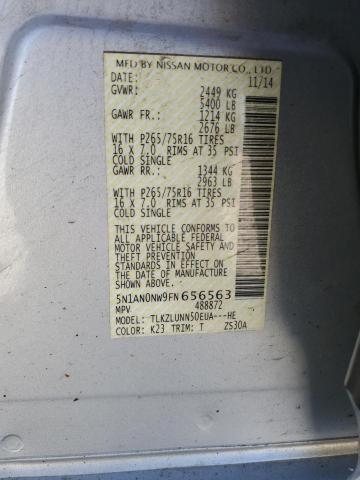 MFD BY NISSAN MOTOR CO., LTD.
DATE: 11/14
GVWR: 2449 KG
5400 LB
GAWR FR.: 1214 KG
2676 LB
WITH P265/75R16 TIRES
16 X 7.0 RIMS AT 35 PSI
COLD SINGLE
GAWR RR.: 1344 KG
2963 LB
WITH P265/75R16 TIRES
16 X 7.0 RIMS AT 35 PSI
COLD SINGLE
THIS VEHICLE CONFORMS TO
ALL APPLICABLE FEDERAL
MOTOR VEHICLE SAFETY
AND THEFT PREVENTION
STANDARDS IN EFFECT ON
THE DATE OF MANUFACTURE
SHOWN ABOVE.
5N1AN0NW9FN656563
MPV 488872
MODEL: TLKZLUNN50EUA---HE
COLOR: K23 TRIM: T ZS30A